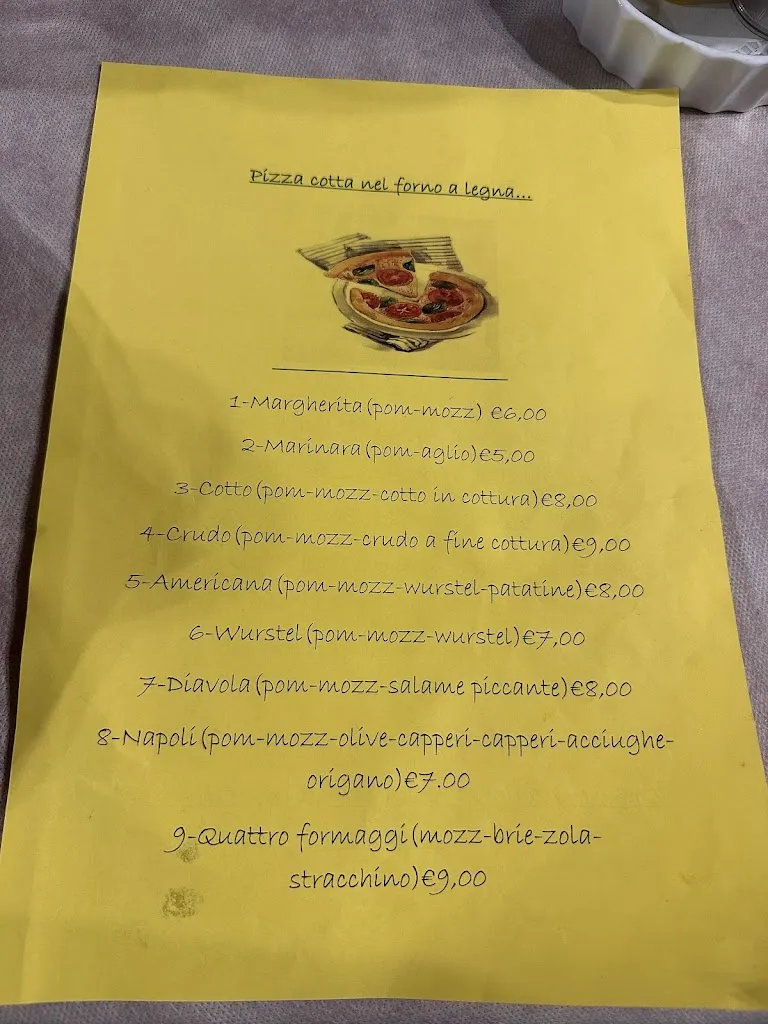 Pizza cotta nel forno a legna...
1-Margherita(pom-mozz) €6,00
2-Marinara(pom-aglio)€5,00
3-Cotto(pom-mozz-cotto in cottura)€8,00
4-Crudo(pom-mozz-crudo a fine cottura)€9,00
5-Americana(pom-mozz-wurstel-patatine)€8,00
6-Wurstel(pom-mozz-wurstel)€7,00
7-Diavola(pom-mozz-salame piccante)€8,00
8-Napoli(pom-mozz-olive-capperi-capperi-acciughe-
origano)€7.00
9-Quattro formaggi(mozz-brie-zola-
stracchino)€9,00